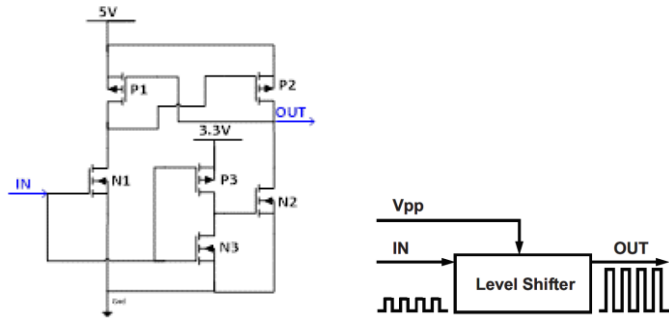 5V
P1
P2
OUT
3.3V
IN
N1
P3
N2
N3
Gnd
Vpp
IN
OUT
Level Shifter